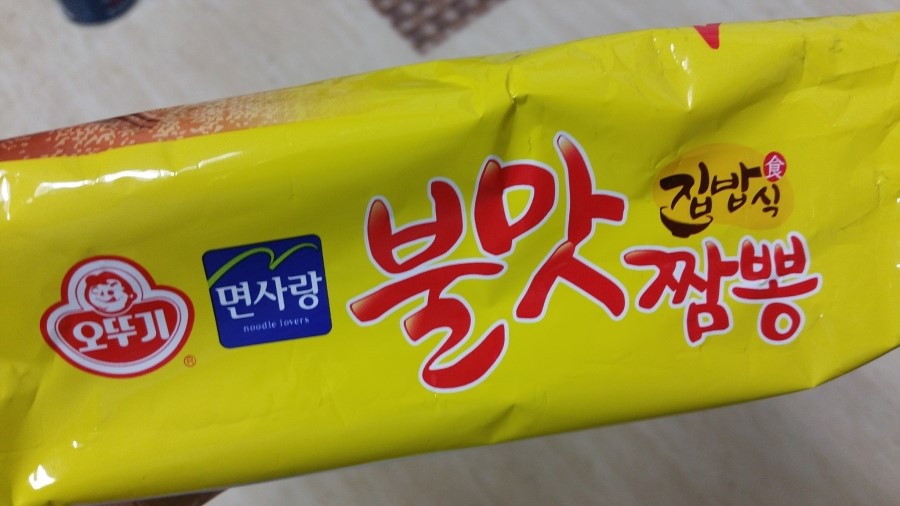 오뚜기
®
면사랑
noodle lovers
불맛
집밥식
食
짬뽕